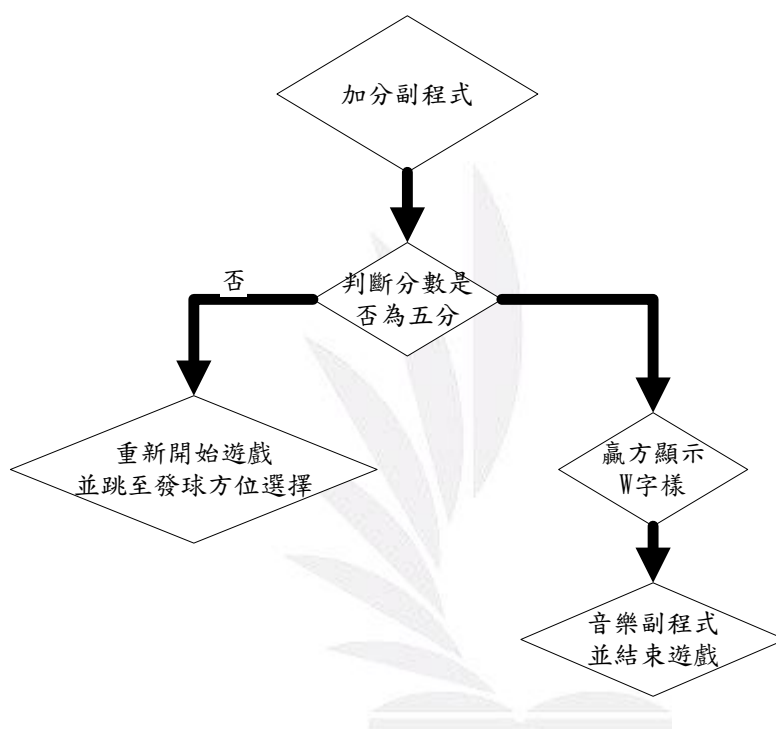 加分副程式
判斷分數是
否為五分
否
重新開始遊戲
並跳至發球方位選擇
贏方顯示
W字樣
音樂副程式
並結束遊戲